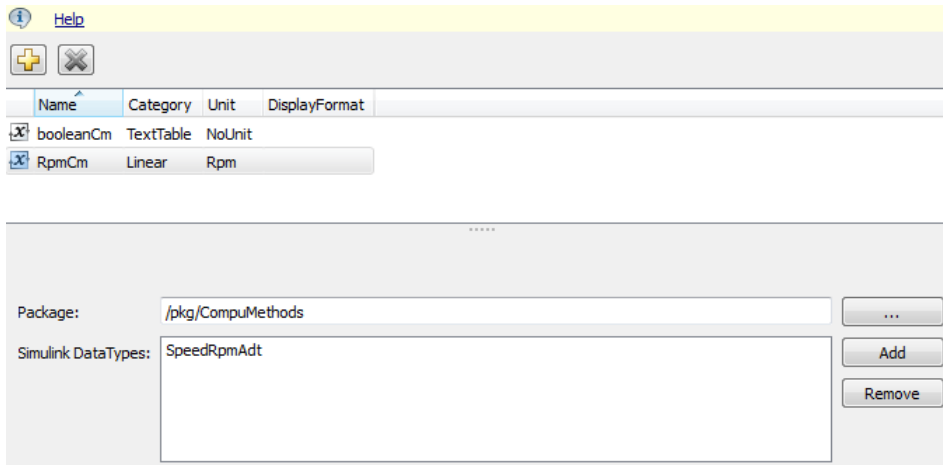 Help
Name Category Unit DisplayFormat
booleanCm TextTable NoUnit
RpmCm Linear Rpm
Package: /pkg/CompuMethods ...
Simulink DataTypes: SpeedRpmAdt Add
Remove